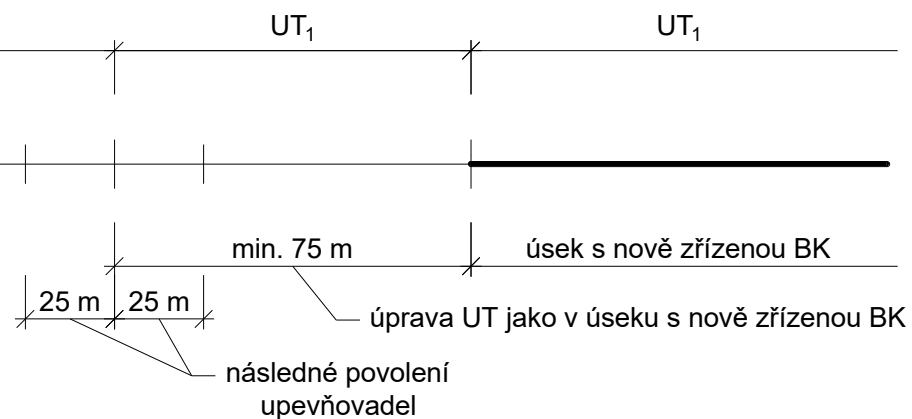 UT₁
UT₁
min. 75 m
úsek s nově zřízenou BK
25 m
25 m
úprava UT jako v úseku s nově zřízenou BK
následné povolení
upevňovadel